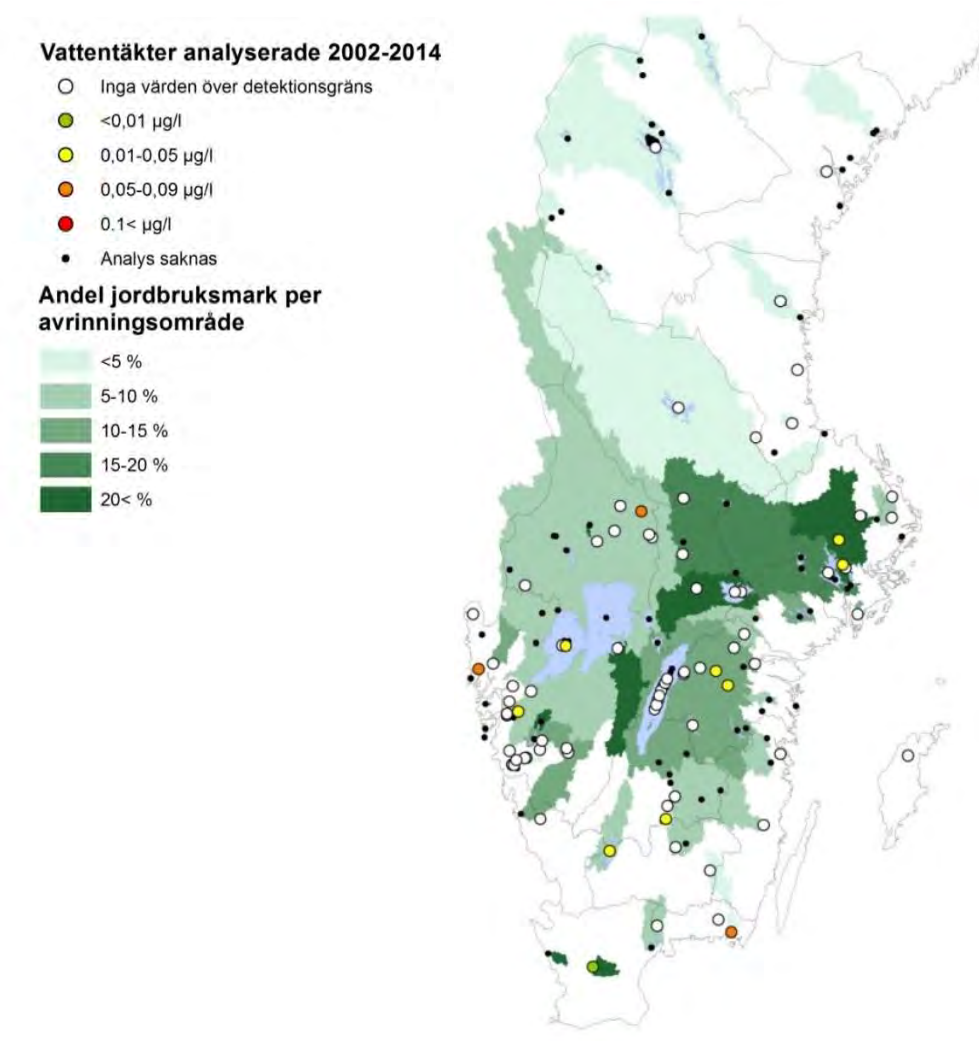 Vattentäkter analyserade 2002-2014
Inga värden över detektionsgräns
<0,01 µg/l
0,01-0,05 µg/l
0,05-0,09 µg/l
0.1< µg/l
Analys saknas
Andel jordbruksmark per
avrinningsområde
<5 %
5-10 %
10-15 %
15-20 %
20< %